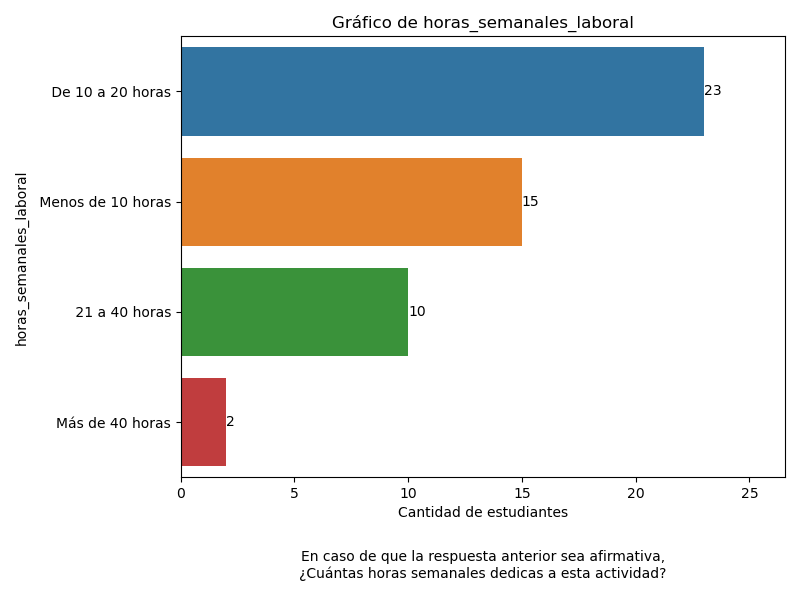 Gráfico de horas_semanales_laboral
horas_semanales_laboral
De 10 a 20 horas
23
Menos de 10 horas
15
21 a 40 horas
10
Más de 40 horas
2
0 5 10 15 20 25
Cantidad de estudiantes
En caso de que la respuesta anterior sea afirmativa,
¿Cuántas horas semanales dedicas a esta actividad?